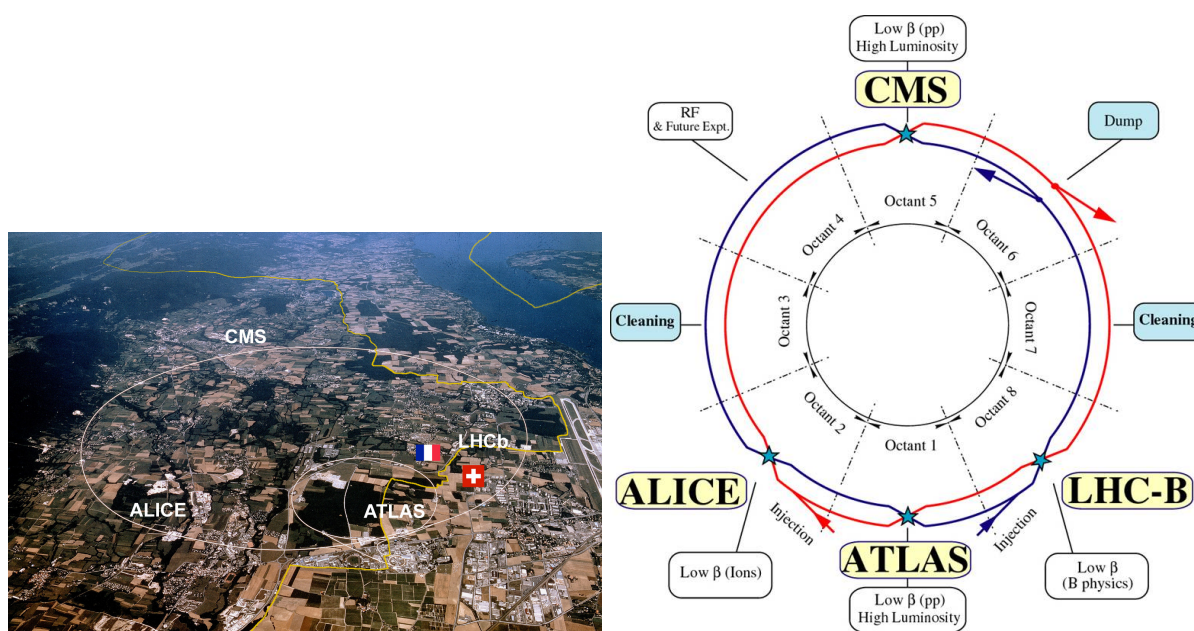 CMS
LHCb
ALICE
ATLAS
Low β (pp)
High Luminosity
CMS
RF
& Future Expt.
Dump
Octant 5
Octant 4
Octant 6
Octant 3
Octant 7
Cleaning
Cleaning
Octant 2
Octant 8
Octant 1
ALICE
LHC-B
Injection
Injection
ATLAS
Low β (Ions)
Low β
(B physics)
Low β (pp)
High Luminosity